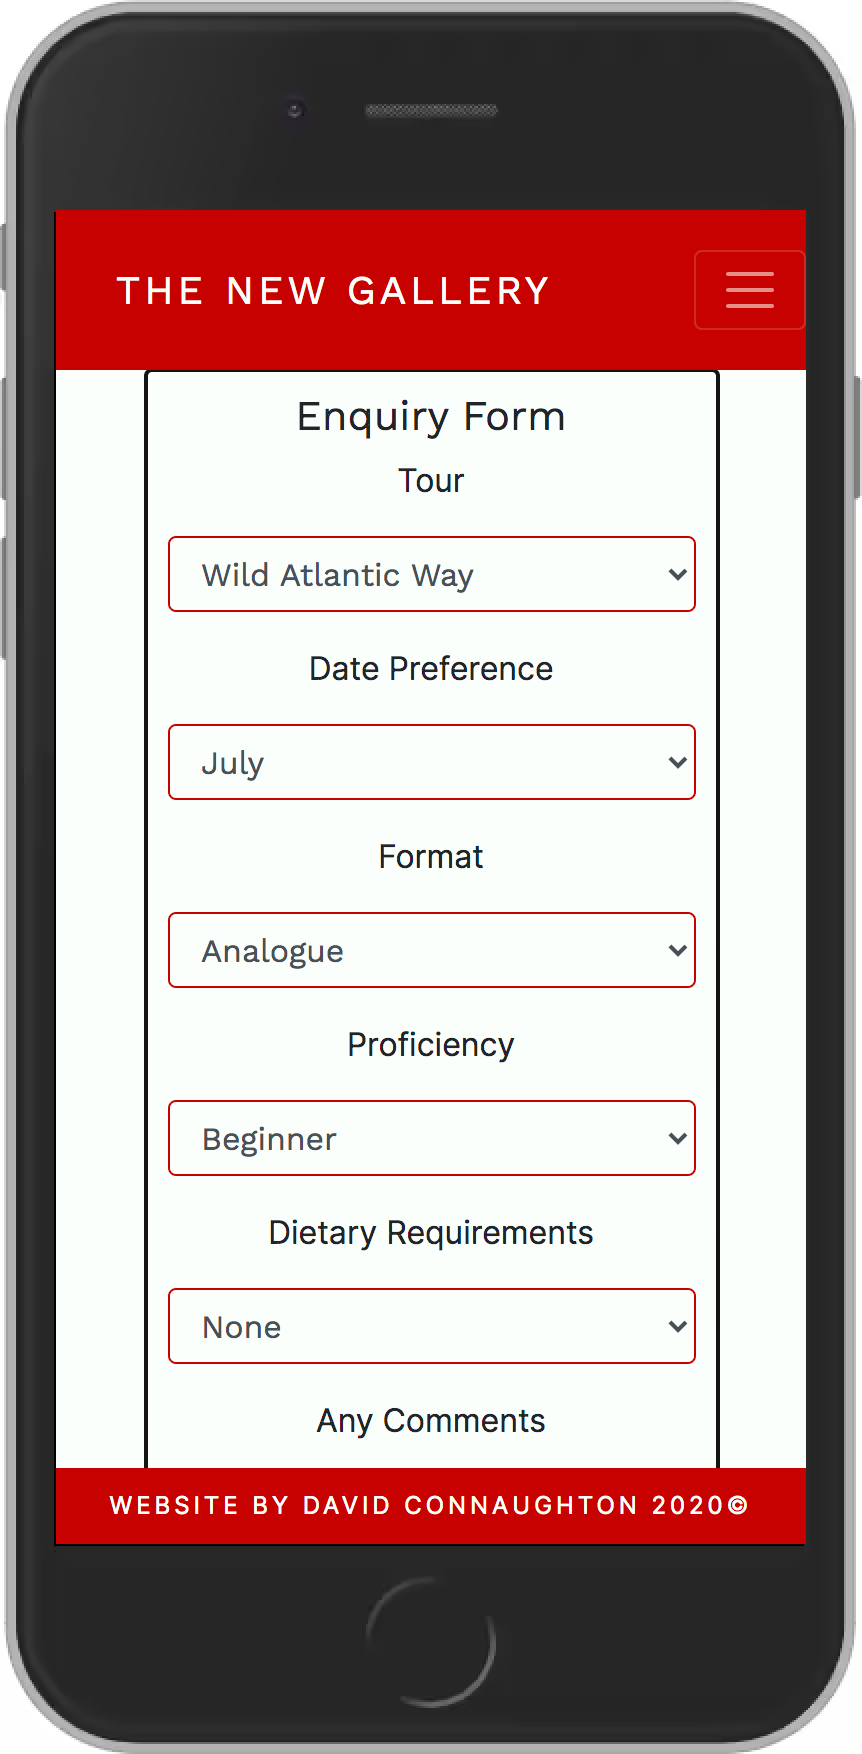 THE NEW GALLERY
Enquiry Form
Tour
Wild Atlantic Way
Date Preference
July
Format
Analogue
Proficiency
Beginner
Dietary Requirements
None
Any Comments
WEBSITE BY DAVID CONNAUGHTON 2020©